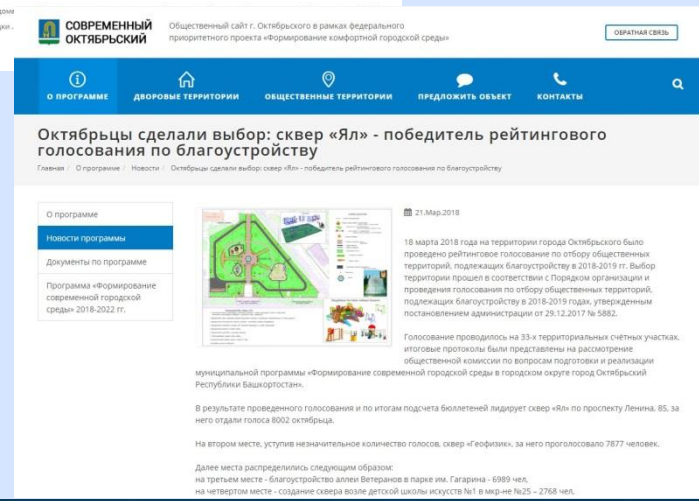 СОВРЕМЕННЫЙ
ОКТЯБРЬСКИЙ
Общественный сайт г. Октябрьского в рамках федерального
приоритетного проекта «Формирование комфортной городской среды»
ОБРАТНАЯ СВЯЗЬ
О ПРОГРАММЕ
ДВОРОВЫЕ ТЕРРИТОРИИ
ОБЩЕСТВЕННЫЕ ТЕРРИТОРИИ
ПРЕДЛОЖИТЬ ОБЪЕКТ
КОНТАКТЫ
Октябрьцы сделали выбор: сквер «Ял» - победитель рейтингового
голосования по благоустройству
Главная / О программе / Новости / Октябрьцы сделали выбор: сквер «Ял» - победитель рейтингового голосования по благоустройству
О программе
Новости программы
Документы по программе
Программа «Формирование
современной городской
среды» 2018-2022 гг.
21.Мар.2018
18 марта 2018 года на территории города Октябрьского было
проведено рейтинговое голосование по отбору общественных
территорий, подлежащих благоустройству в 2018-2019 гг. Выбор
территории прошел в соответствии с Порядком организации и
проведения голосования по отбору общественных территорий,
подлежащих благоустройству в 2018-2019 годах, утвержденным
постановлением администрации от 29.12.2017 № 5882.
Голосование проводилось на 33-х территориальных счётных участках,
итоговые протоколы были представлены на рассмотрение
общественной комиссии по вопросам подготовки и реализации
муниципальной программы «Формирование современной городской среды в городском округе город Октябрьский
Республики Башкортостан».
В результате проведенного голосования и по итогам подсчета бюллетеней лидирует сквер «Ял» по проспекту Ленина, 85, за
него отдали голоса 8002 октябрьца.
На втором месте, уступив незначительное количество голосов, сквер «Геофизик», за него проголосовало 7877 человек.
Далее места распределились следующим образом:
на третьем месте - благоустройство аллеи Ветеранов в парке им. Гагарина - 6989 чел.
на четвертом месте - создание сквера возле детской школы искусств №1 в мкр-не №25 – 2768 чел.